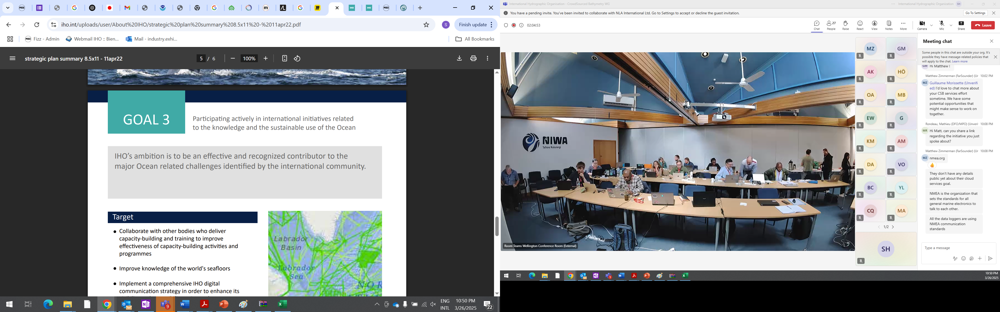 Finish update
iho.int/uploads/user/About%20IHO/strategic%20plan%20summary%208.5x11%20-%2011apr22.pdf
Fizz - Admin
Webmail IHO :: Bien...
Mail - industry.exhi...
All Bookmarks
strategic plan summary 8.5x11 - 11apr22
5 / 6
100%
GOAL 3
Participating actively in international initiatives related
to the knowledge and the sustainable use of the Ocean
IHO’s ambition is to be an effective and recognized contributor to the
major Ocean related challenges identified by the international community.
Target
● Collaborate with other bodies who deliver
capacity-building and training to improve
effectiveness of capacity-building activities and
programmes
● Improve knowledge of the world's seafloors
● Implement a comprehensive IHO digital
communication strategy in order to enhance its
Labrador
Basin
Labrador
Sea
NOR
ENG
INTL
10:50 PM
3/26/2025
22
International Hydrographic Organisation - CrowdSourced Bathymetry WG
International Hydrographic Organization
SH
You have a pending invite. You've been invited to collaborate with NLA International Ltd. Go to Settings to accept or decline the guest invitation.
Go To Settings
02:04:53
Chat
27
People
Raise
React
View
Notes
More
Camera
Mic
Share
Leave
NIWA
Taihoro Nukurangi
Room Teams Wellington Conference Room (External)
MZ
GM
AK
HÖ
OA
MB
EW
G
KM
AM
DA
VO
BC
YL
CQ
MA
1/2
SH
Meeting chat
Some people in this chat are outside your org. It's
possible they have message-related policies that
will apply to the chat. Learn more
GM Hi Matthew !
Matthew Zimmerman (FarSounder) (Ur 10:02 PM
MZ Guillaume Morissette (Unverifi
ed) I'd love to chat more about
your CSB services effort
sometime. We have some
potential opportunities that
might make sense to work on
together.
Rondeau, Mathieu (DFO/MPO) (Unveri 10:08 PM
MR Hi Matt, can you share a link
regarding the initiative you just
spoke about?
Matthew Zimmerman (FarSounder) (Ur 10:08 PM
MZ nmea.org
They don't have any details
public yet about their cloud
services goal.
NMEA is the organization that
sets the standards for all
general marine electronics to
talk to each other.
All the data loggers are using
NMEA communication
standards
Type a message
10:50 PM
3/26/2025